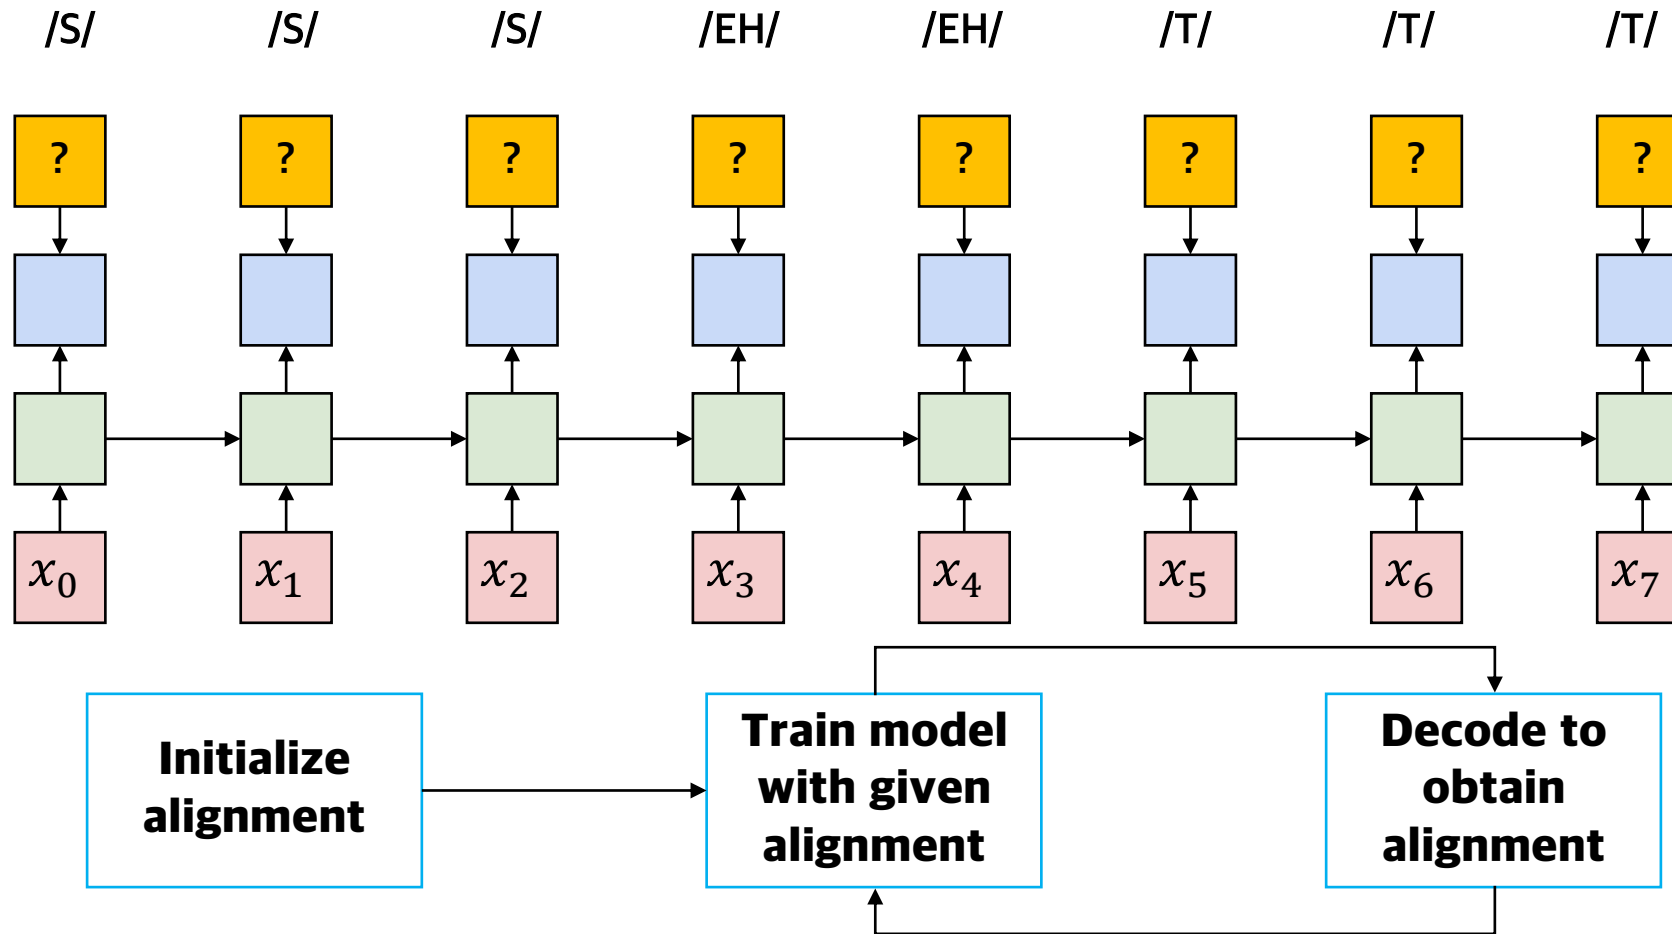 /S/ /S/ /S/ /EH/ /EH/ /T/ /T/ /T/
? ? ? ? ? ? ? ?
x₀ x₁ x₂ x₃ x₄ x₅ x₆ x₇
Initialize
alignment
Train model
with given
alignment
Decode to
obtain
alignment